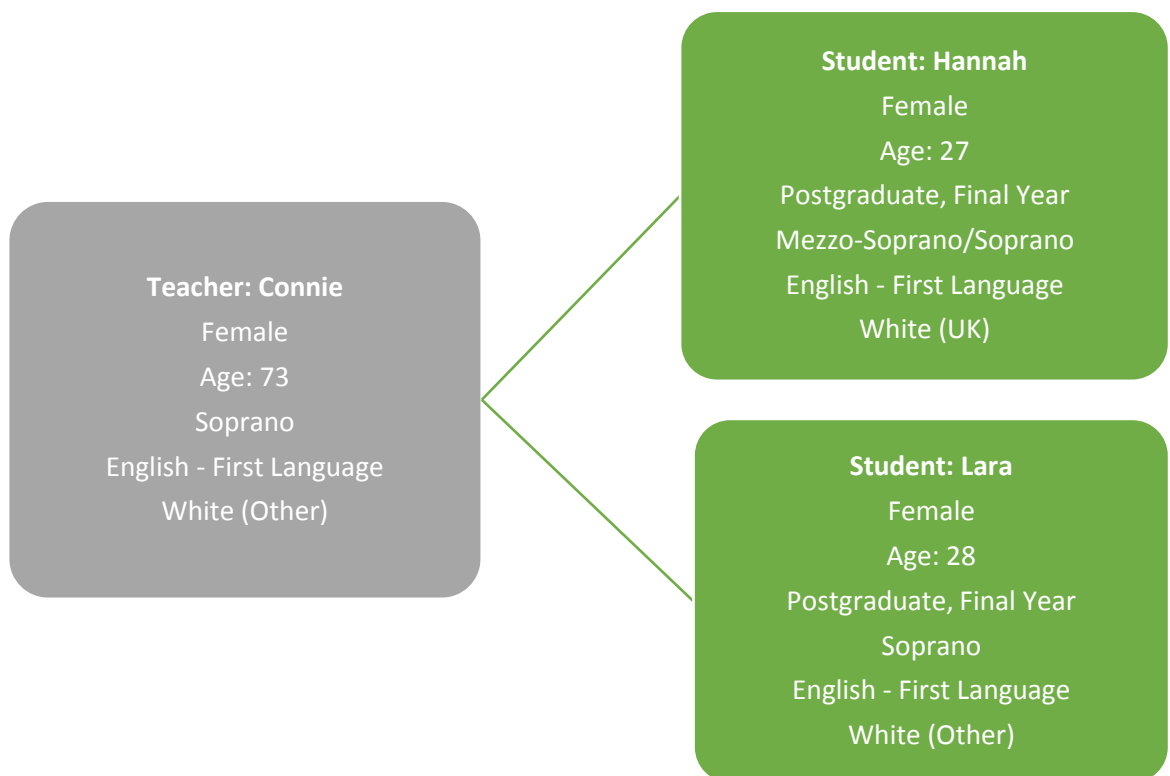 Teacher: Connie
Female
Age: 73
Soprano
English - First Language
White (Other)
Student: Hannah
Female
Age: 27
Postgraduate, Final Year
Mezzo-Soprano/Soprano
English - First Language
White (UK)
Student: Lara
Female
Age: 28
Postgraduate, Final Year
Soprano
English - First Language
White (Other)